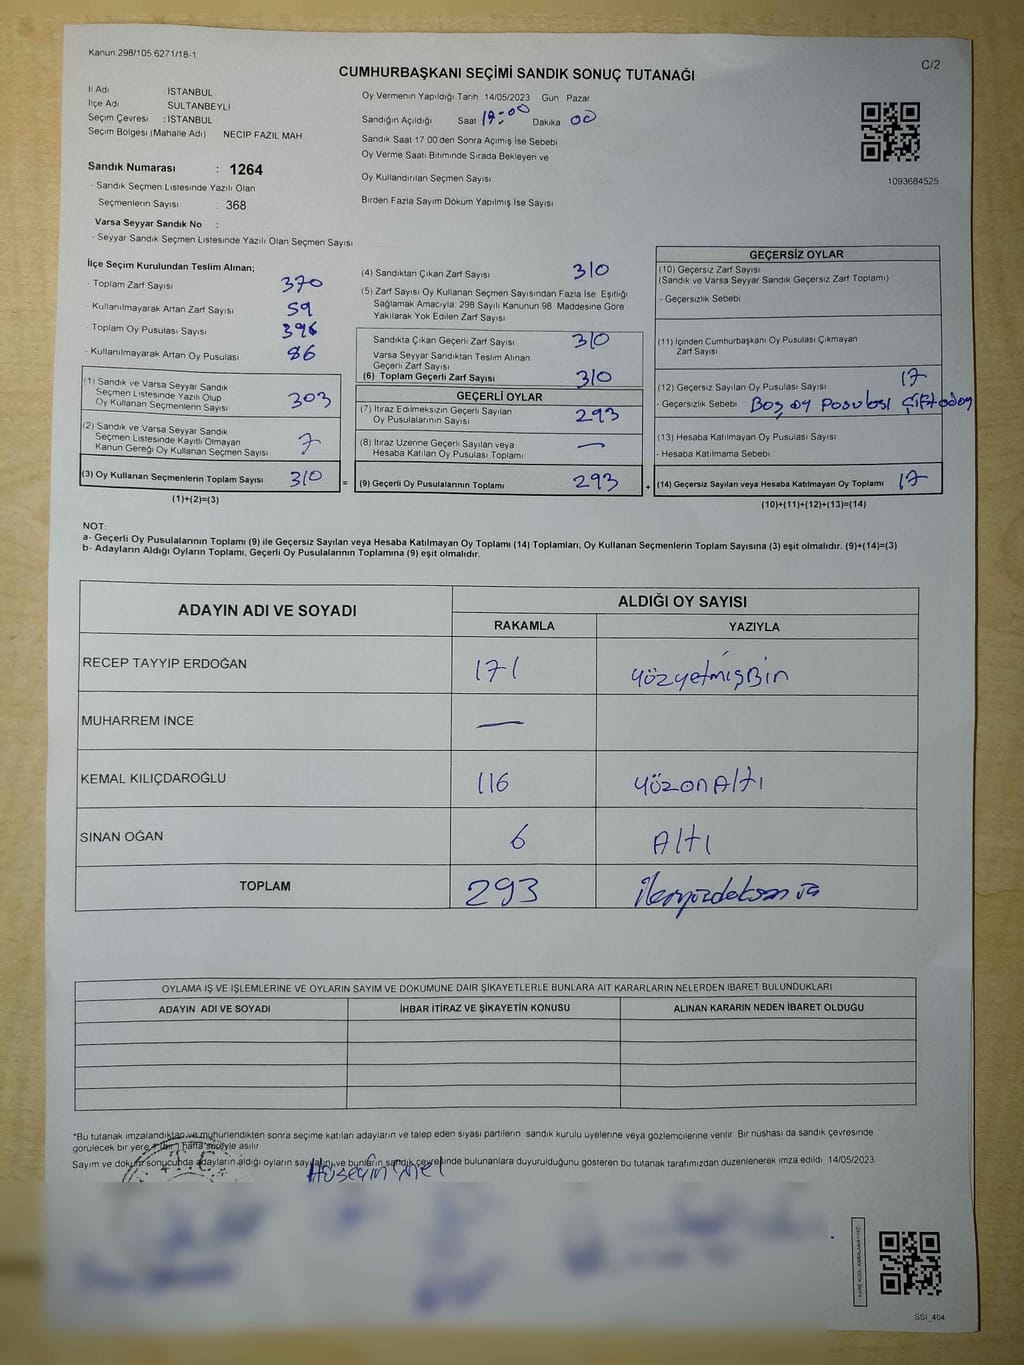 Kanun 298/105,6271/18-1
C/2
CUMHURBAŞKANI SEÇİMİ SANDIK SONUÇ TUTANAĞI
İl Adı İSTANBUL
İlçe Adı SULTANBEYLİ
Seçim Çevresi : İSTANBUL
Seçim Bölgesi (Mahalle Adı) NECİP FAZIL MAH
Sandık Numarası : 1264
- Sandık Seçmen Listesinde Yazılı Olan
Seçmenlerin Sayısı : 368
Varsa Seyyar Sandık No :
- Seyyar Sandık Seçmen Listesinde Yazılı Olan Seçmen Sayısı
Oy Vermenin Yapıldığı Tarih 14/05/2023 Gün Pazar
Sandığın Açıldığı Saat Dakika 00
Sandık Saat 17 00'den Sonra Açımış İse Sebebi
Oy Verme Saati Bitiminde Sırada Bekleyen ve
Oy Kullandırılan Seçmen Sayısı
Birden Fazla Sayım Döküm Yapılmış İse Sayısı
1093684525
İlçe Seçim Kurulundan Teslim Alınan;
- Toplam Zarf Sayısı 370
- Kullanılmayarak Artan Zarf Sayısı 59
- Toplam Oy Pusulası Sayısı 396
- Kullanılmayarak Artan Oy Pusulası 86
(1) Sandık ve Varsa Seyyar Sandık
Seçmen Listesinde Yazılı Olup
Oy Kullanan Seçmenlerin Sayısı 303
(2) Sandık ve Varsa Seyyar Sandık
Seçmen Listesinde Kayıtlı Olmayan
Kanun Gereği Oy Kullanan Seçmen Sayısı 7
(3) Oy Kullanan Seçmenlerin Toplam Sayısı 310 =
(1)+(2)=(3)
(4) Sandıktan Çıkan Zarf Sayısı 310
(5) Zarf Sayısı Oy Kullanan Seçmen Sayısından Fazla İse, Eşitliği
Sağlamak Amacıyla, 298 Sayılı Kanunun 98. Maddesine Göre
Yakılarak Yok Edilen Zarf Sayısı
Sandıkta Çıkan Geçerli Zarf Sayısı 310
Varsa Seyyar Sandıktan Teslim Alınan
Geçerli Zarf Sayısı
(6) Toplam Geçerli Zarf Sayısı 310
GEÇERLİ OYLAR
(7) İtiraz Edilmeksizin Geçerli Sayılan
Oy Pusulalarının Sayısı 293
(8) İtiraz Üzerine Geçerli Sayılan veya
Hesaba Katılan Oy Pusulası Toplamı —
(9) Geçerli Oy Pusulalarının Toplamı 293 +
GEÇERSİZ OYLAR
(10) Geçersiz Zarf Sayısı
(Sandık ve Varsa Seyyar Sandık Geçersiz Zarf Toplamı)
- Geçersizlik Sebebi
(11) İçinden Cumhurbaşkanı Oy Pusulası Çıkmayan
Zarf Sayısı
(12) Geçersiz Sayılan Oy Pusulası Sayısı 17
- Geçersizlik Sebebi Boş oy Pusulası Çift oday
(13) Hesaba Katılmayan Oy Pusulası Sayısı
- Hesaba Katılmama Sebebi
(14) Geçersiz Sayılan veya Hesaba Katılmayan Oy Toplamı 17
(10)+(11)+(12)+(13)=(14)
NOT:
a- Geçerli Oy Pusulalarının Toplamı (9) ile Geçersiz Sayılan veya Hesaba Katılmayan Oy Toplamı (14) Toplamları, Oy Kullanan Seçmenlerin Toplam Sayısına (3) eşit olmalıdır. (9)+(14)=(3)
b- Adayların Aldığı Oyların Toplamı, Geçerli Oy Pusulalarının Toplamına (9) eşit olmalıdır.
ADAYIN ADI VE SOYADI ALDIĞI OY SAYISI
RAKAMLA YAZIYLA
RECEP TAYYİP ERDOĞAN 171 yüzyetmişBir
MUHARREM İNCE —
KEMAL KILIÇDAROĞLU 116 yüzonAltı
SİNAN OĞAN 6 Altı
TOPLAM 293
OYLAMA İŞ VE İŞLEMLERİNE VE OYLARIN SAYIM VE DÖKÜMÜNE DAİR ŞİKAYETLERLE BUNLARA AİT KARARLARIN NELERDEN İBARET BULUNDUKLARI
ADAYIN ADI VE SOYADI İHBAR İTİRAZ VE ŞİKAYETİN KONUSU ALINAN KARARIN NEDEN İBARET OLDUĞU
*Bu tutanak imzalandıktan ve mühürlendikten sonra seçime katılan adayların ve talep eden siyasi partilerin sandık kurulu üyelerine veya gözlemcilerine verilir. Bir nüshası da sandık çevresinde
görülecek bir yere bir hafta süreyle asılır.
Sayım ve döküm sonucunda adayların aldığı oyların sayıları ve bunların sandık çevresinde bulunanlara duyurulduğunu gösteren bu tutanak tarafımızdan düzenlenerek imza edildi 14/05/2023
Hüseyin
SSİ_404